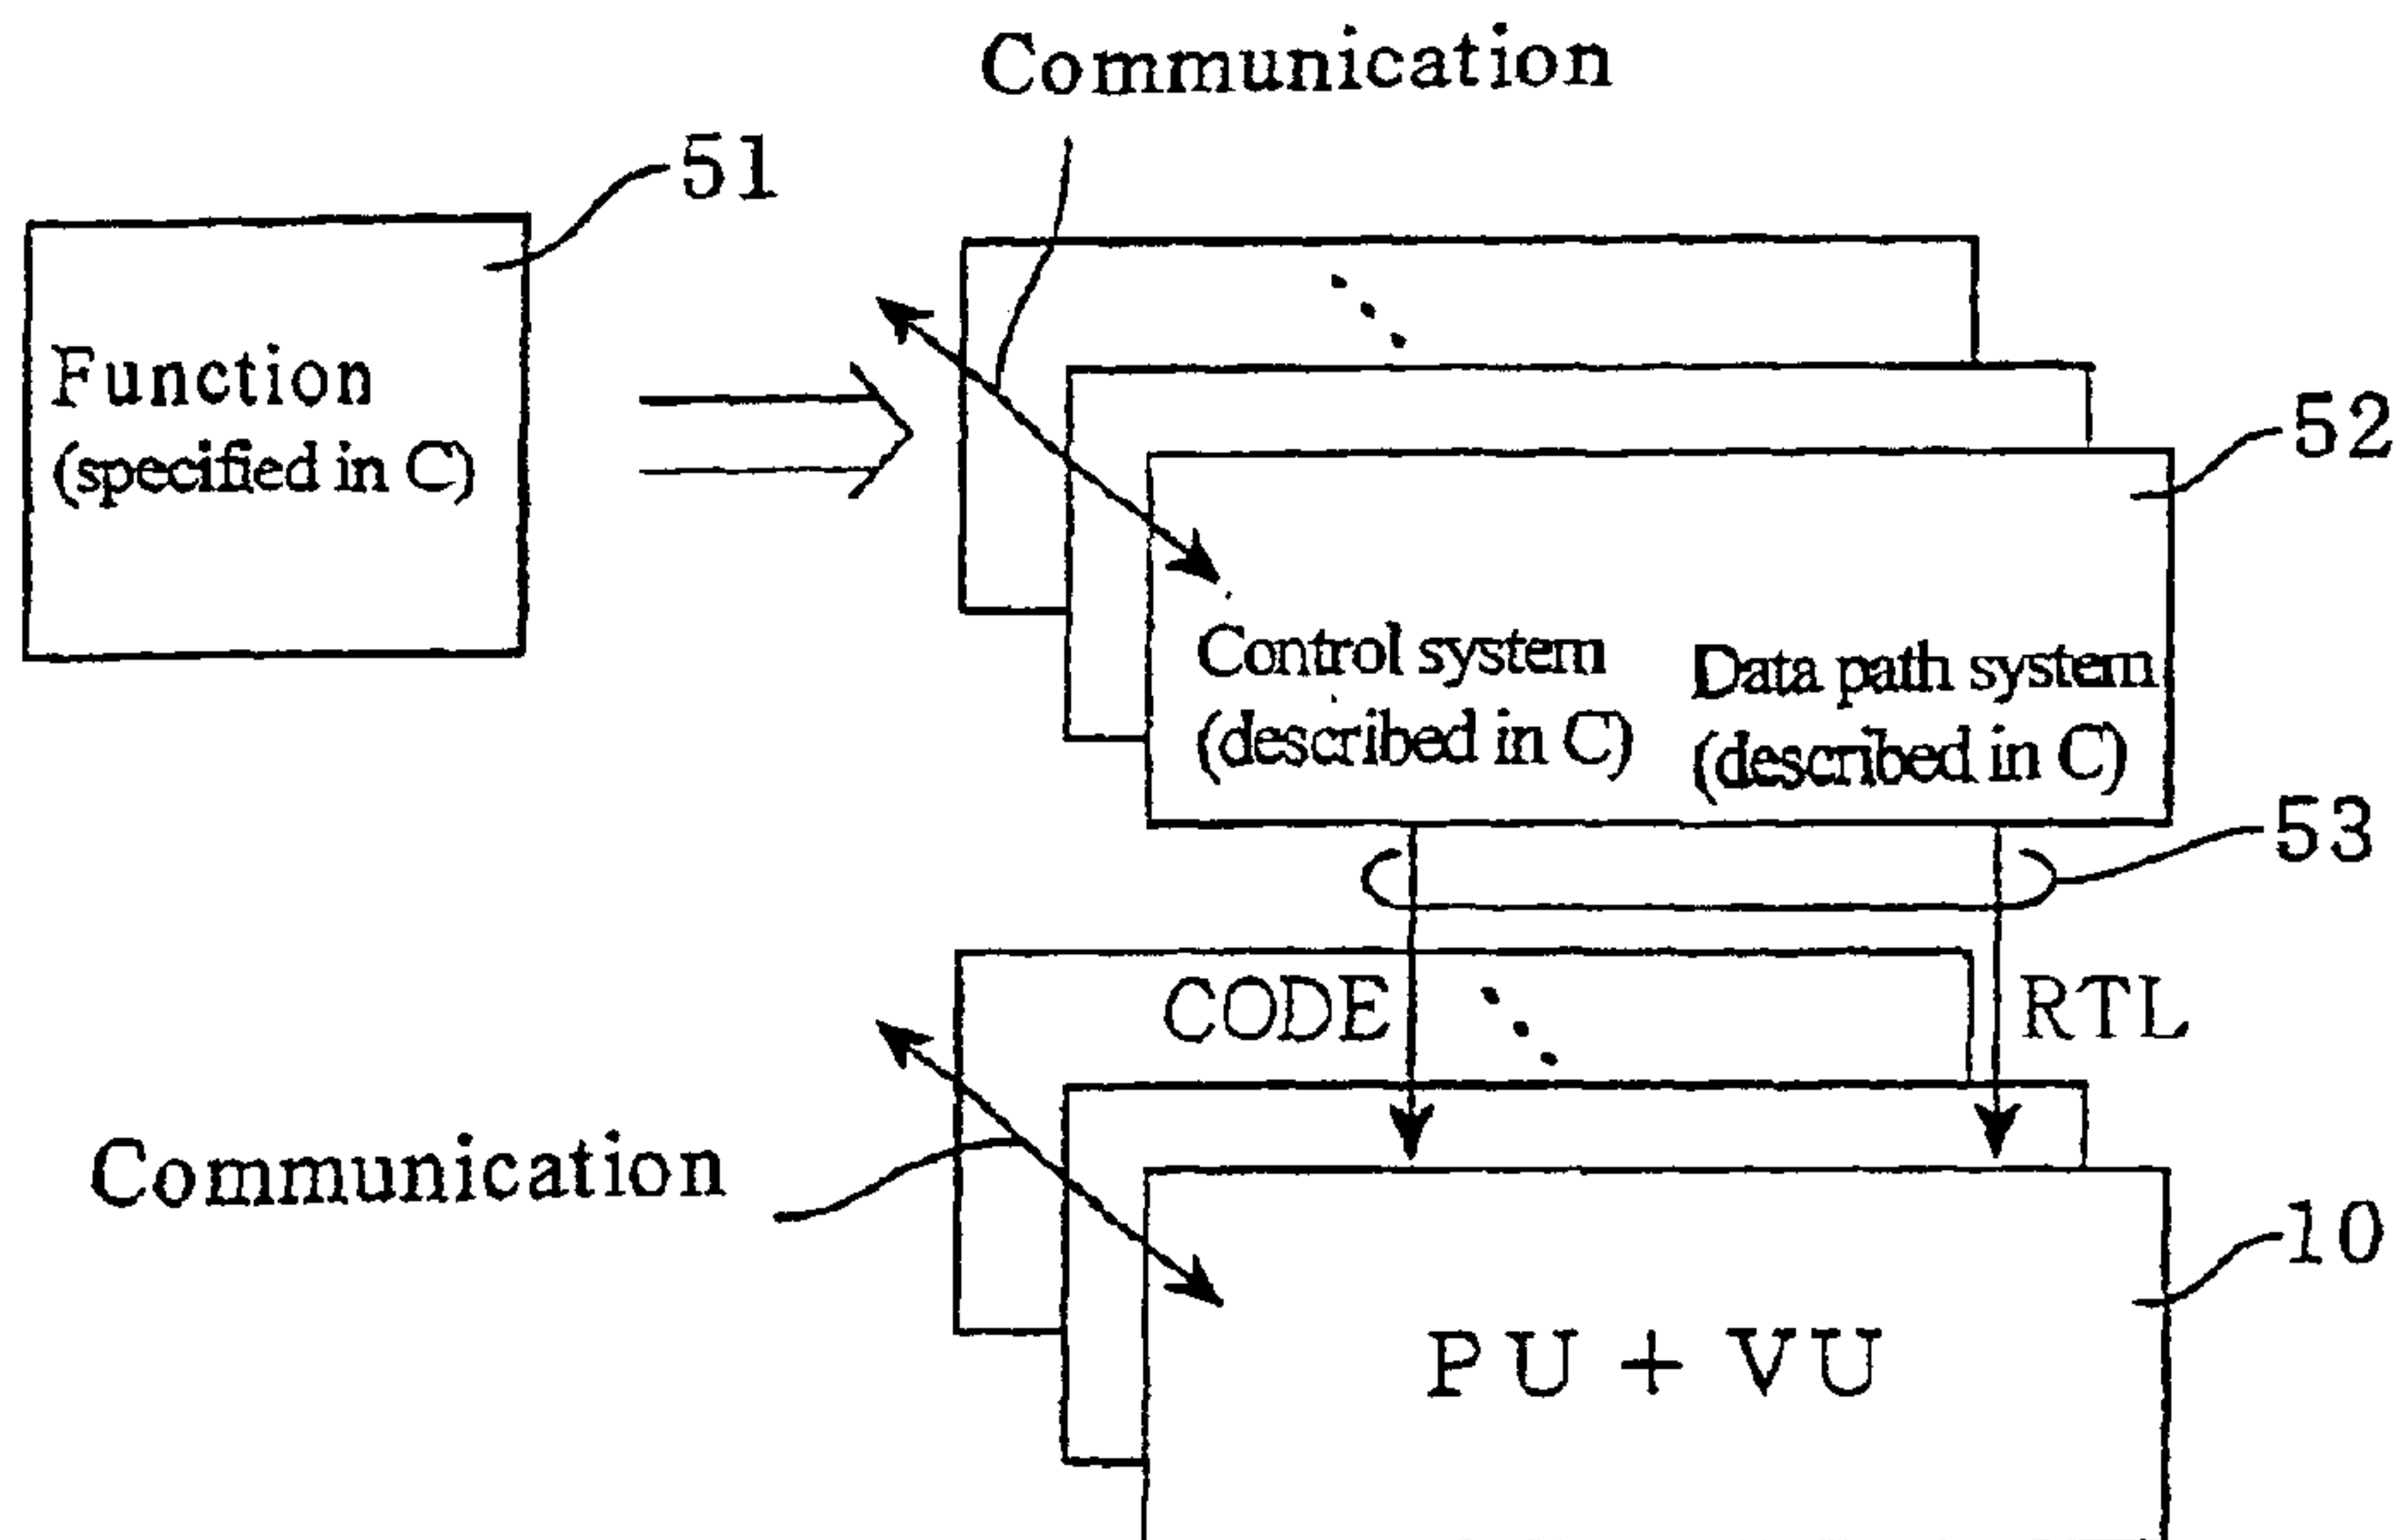 Communication
51
Function
(specified in C)
52
Control system
(described in C)
Data path system
(described in C)
53
CODE
RTL
Communication
10
PU + VU